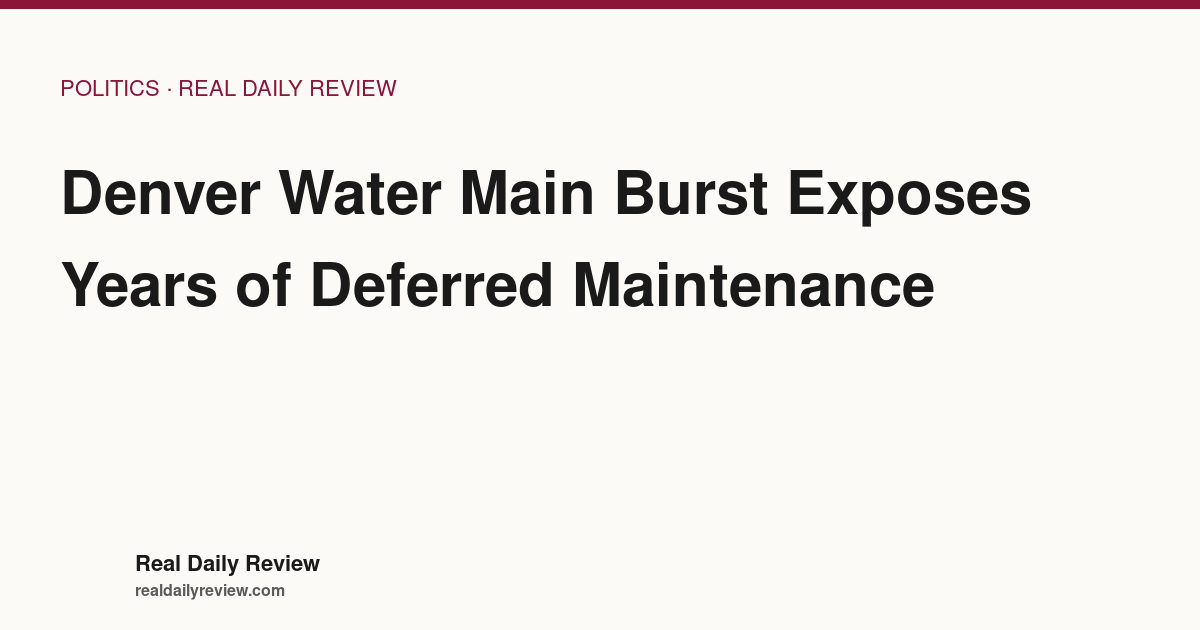 POLITICS · REAL DAILY REVIEW
Denver Water Main Burst Exposes
Years of Deferred Maintenance
Real Daily Review
realdailyreview.com